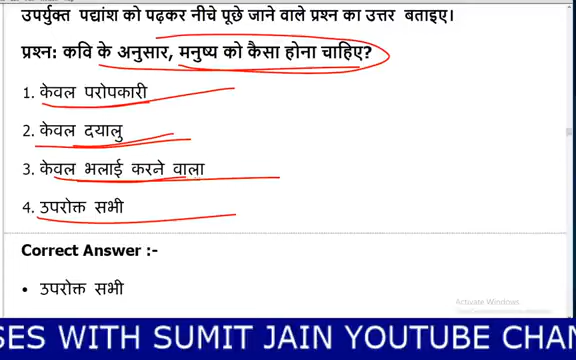 उपर्युक्त पद्यांश को पढ़कर नीचे पूछे जाने वाले प्रश्न का उत्तर बताइए।
प्रश्न: कवि के अनुसार, मनुष्य को कैसा होना चाहिए?
1. केवल परोपकारी
2. केवल दयालु
3. केवल भलाई करने वाला
4. उपरोक्त सभी
Correct Answer :-
• उपरोक्त सभी
Activate Windows
SES WITH SUMIT JAIN YOUTUBE CHAN